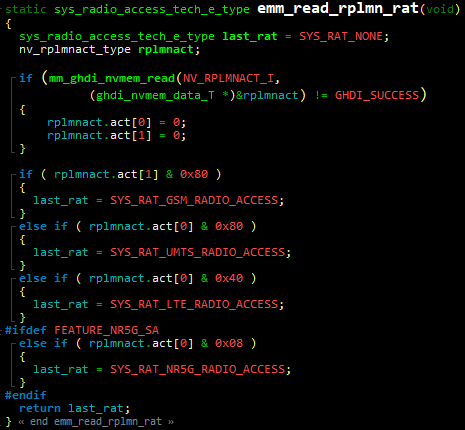 static sys_radio_access_tech_e_type emm_read_rplmn_rat(void)
{
  sys_radio_access_tech_e_type last_rat = SYS_RAT_NONE;
  nv_rplmnact_type rplmnact;

  if (mm_ghdi_nvmem_read(NV_RPLMNACT_I,
            (ghdi_nvmem_data_T *)&rplmnact) != GHDI_SUCCESS)
  {
      rplmnact.act[0] = 0;
      rplmnact.act[1] = 0;
  }

  if ( rplmnact.act[1] & 0x80 )
  {
    last_rat = SYS_RAT_GSM_RADIO_ACCESS;
  }
  else if ( rplmnact.act[0] & 0x80 )
  {
    last_rat = SYS_RAT_UMTS_RADIO_ACCESS;
  }
  else if ( rplmnact.act[0] & 0x40 )
  {
    last_rat = SYS_RAT_LTE_RADIO_ACCESS;
  }
#ifdef FEATURE_NR5G_SA
  else if ( rplmnact.act[0] & 0x08 )
  {
    last_rat = SYS_RAT_NR5G_RADIO_ACCESS;
  }
#endif
  return last_rat;
} « end emm_read_rplmn_rat »